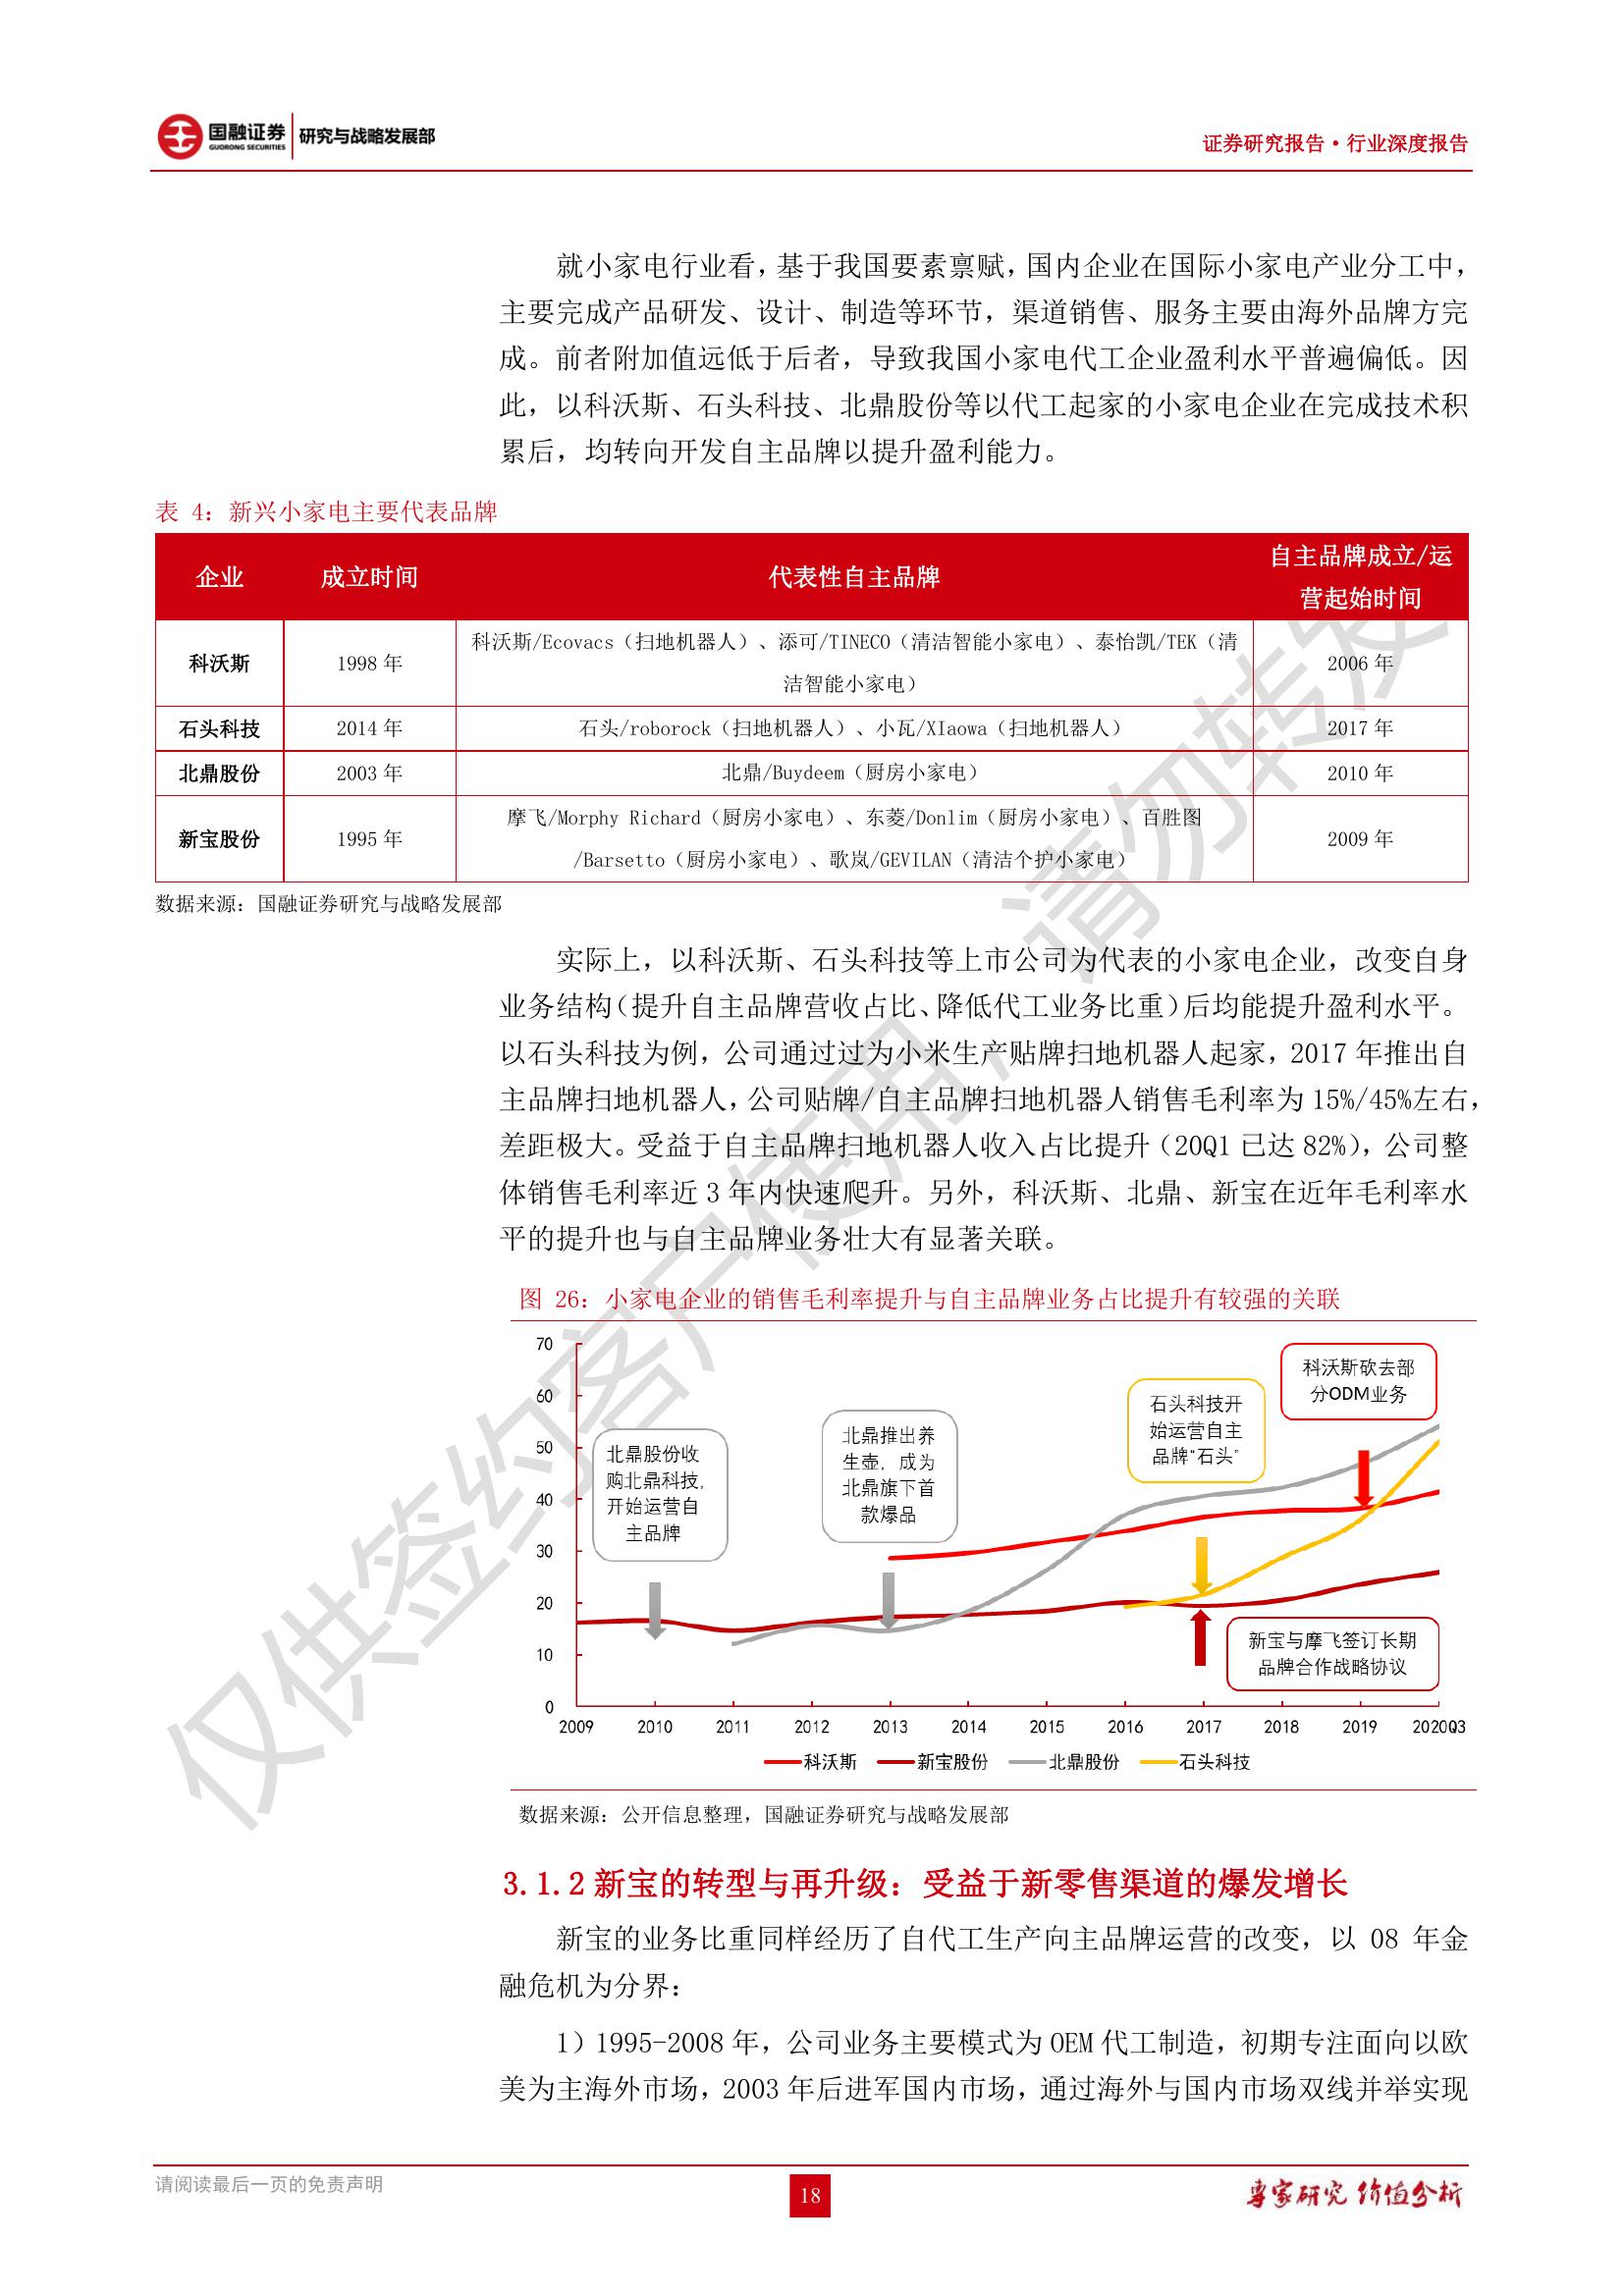 国融证券
GUORONG SECURITIES
研究与战略发展部
证券研究报告·行业深度报告
就小家电行业看，基于我国要素禀赋，国内企业在国际小家电产业分工中，
主要完成产品研发、设计、制造等环节，渠道销售、服务主要由海外品牌方完
成。前者附加值远低于后者，导致我国小家电代工企业盈利水平普遍偏低。因
此，以科沃斯、石头科技、北鼎股份等以代工起家的小家电企业在完成技术积
累后，均转向开发自主品牌以提升盈利能力。
表 4：新兴小家电主要代表品牌
企业 成立时间 代表性自主品牌 自主品牌成立/运
营起始时间
科沃斯 1998 年 科沃斯/Ecovacs（扫地机器人）、添可/TINECO（清洁智能小家电）、泰怡凯/TEK（清
洁智能小家电） 2006 年
石头科技 2014 年 石头/roborock（扫地机器人）、小瓦/XIaowa（扫地机器人） 2017 年
北鼎股份 2003 年 北鼎/Buydeem（厨房小家电） 2010 年
新宝股份 1995 年 摩飞/Morphy Richard（厨房小家电）、东菱/Donlim（厨房小家电）、百胜图
/Barsetto（厨房小家电）、歌岚/GEVILAN（清洁个护小家电） 2009 年
数据来源：国融证券研究与战略发展部
实际上，以科沃斯、石头科技等上市公司为代表的小家电企业，改变自身
业务结构（提升自主品牌营收占比、降低代工业务比重）后均能提升盈利水平。
以石头科技为例，公司通过过为小米生产贴牌扫地机器人起家，2017 年推出自
主品牌扫地机器人，公司贴牌/自主品牌扫地机器人销售毛利率为 15%/45%左右，
差距极大。受益于自主品牌扫地机器人收入占比提升（20Q1 已达 82%），公司整
体销售毛利率近 3 年内快速爬升。另外，科沃斯、北鼎、新宝在近年毛利率水
平的提升也与自主品牌业务壮大有显著关联。
图 26：小家电企业的销售毛利率提升与自主品牌业务占比提升有较强的关联
70
60
50
40
30
20
10
0
北鼎股份收
购北鼎科技，
开始运营自
主品牌
北鼎推出养
生壶，成为
北鼎旗下首
款爆品
石头科技开
始运营自主
品牌“石头”
科沃斯砍去部
分ODM业务
新宝与摩飞签订长期
品牌合作战略协议
2009 2010 2011 2012 2013 2014 2015 2016 2017 2018 2019 2020Q3
科沃斯 新宝股份 北鼎股份 石头科技
数据来源：公开信息整理，国融证券研究与战略发展部
3.1.2 新宝的转型与再升级：受益于新零售渠道的爆发增长
新宝的业务比重同样经历了自代工生产向主品牌运营的改变，以 08 年金
融危机为分界：
1）1995-2008 年，公司业务主要模式为 OEM 代工制造，初期专注面向以欧
美为主海外市场，2003 年后进军国内市场，通过海外与国内市场双线并举实现
请阅读最后一页的免责声明
18
专家研究 价值分析
仅供签约客户使用，请勿转发